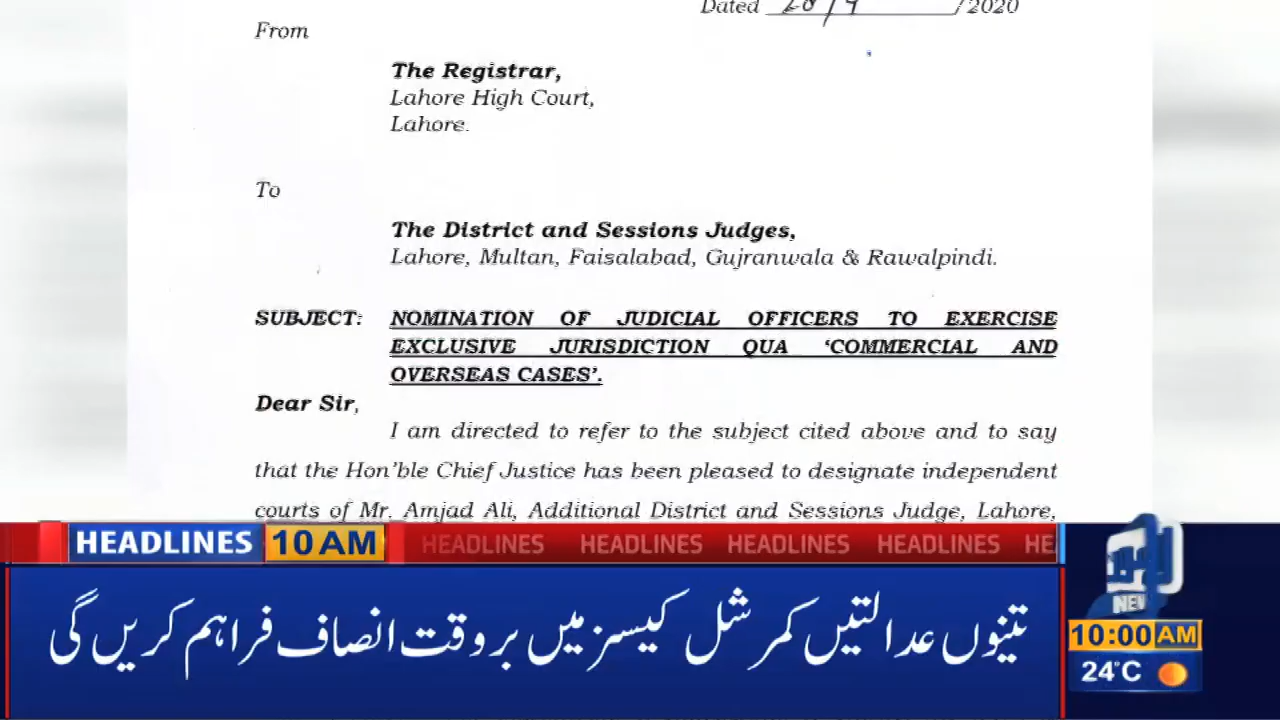 Dated 28/9 /2020
From
The Registrar,
Lahore High Court,
Lahore.
To
The District and Sessions Judges,
Lahore, Multan, Faisalabad, Gujranwala & Rawalpindi.
SUBJECT: NOMINATION OF JUDICIAL OFFICERS TO EXERCISE
EXCLUSIVE JURISDICTION QUA ‘COMMERCIAL AND
OVERSEAS CASES’.
Dear Sir,
I am directed to refer to the subject cited above and to say
that the Hon’ble Chief Justice has been pleased to designate independent
courts of Mr. Amjad Ali, Additional District and Sessions Judge, Lahore,
HEADLINES 10 AM HEADLINES HEADLINES HEADLINES HEADLINES HE
تینوں عدالتیں کمرشل کیسز میں بروقت انصاف فراہم کریں گی
NEW
10:00 AM
24°C